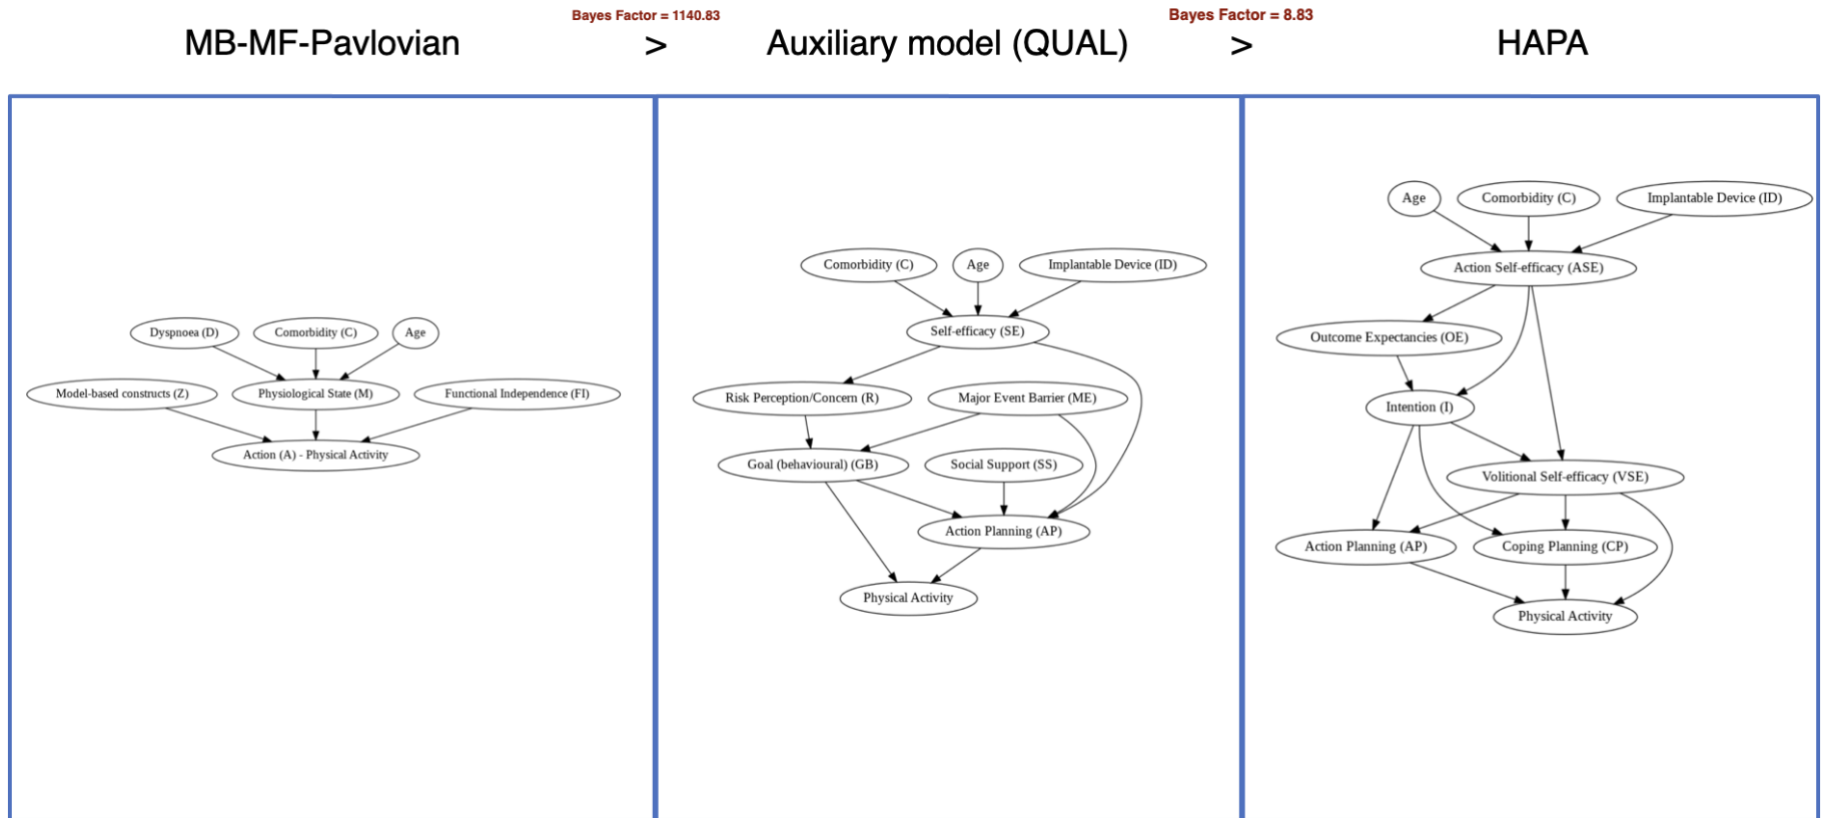 Bayes Factor = 1140.83
Bayes Factor = 8.83
MB-MF-Pavlovian > Auxiliary model (QUAL) > HAPA
Dyspnoea (D)
Comorbidity (C)
Age
Model-based constructs (Z)
Physiological State (M)
Functional Independence (FI)
Action (A) - Physical Activity
Comorbidity (C)
Age
Implantable Device (ID)
Self-efficacy (SE)
Risk Perception/Concern (R)
Major Event Barrier (ME)
Goal (behavioural) (GB)
Social Support (SS)
Action Planning (AP)
Physical Activity
Age
Comorbidity (C)
Implantable Device (ID)
Action Self-efficacy (ASE)
Outcome Expectancies (OE)
Intention (I)
Volitional Self-efficacy (VSE)
Action Planning (AP)
Coping Planning (CP)
Physical Activity